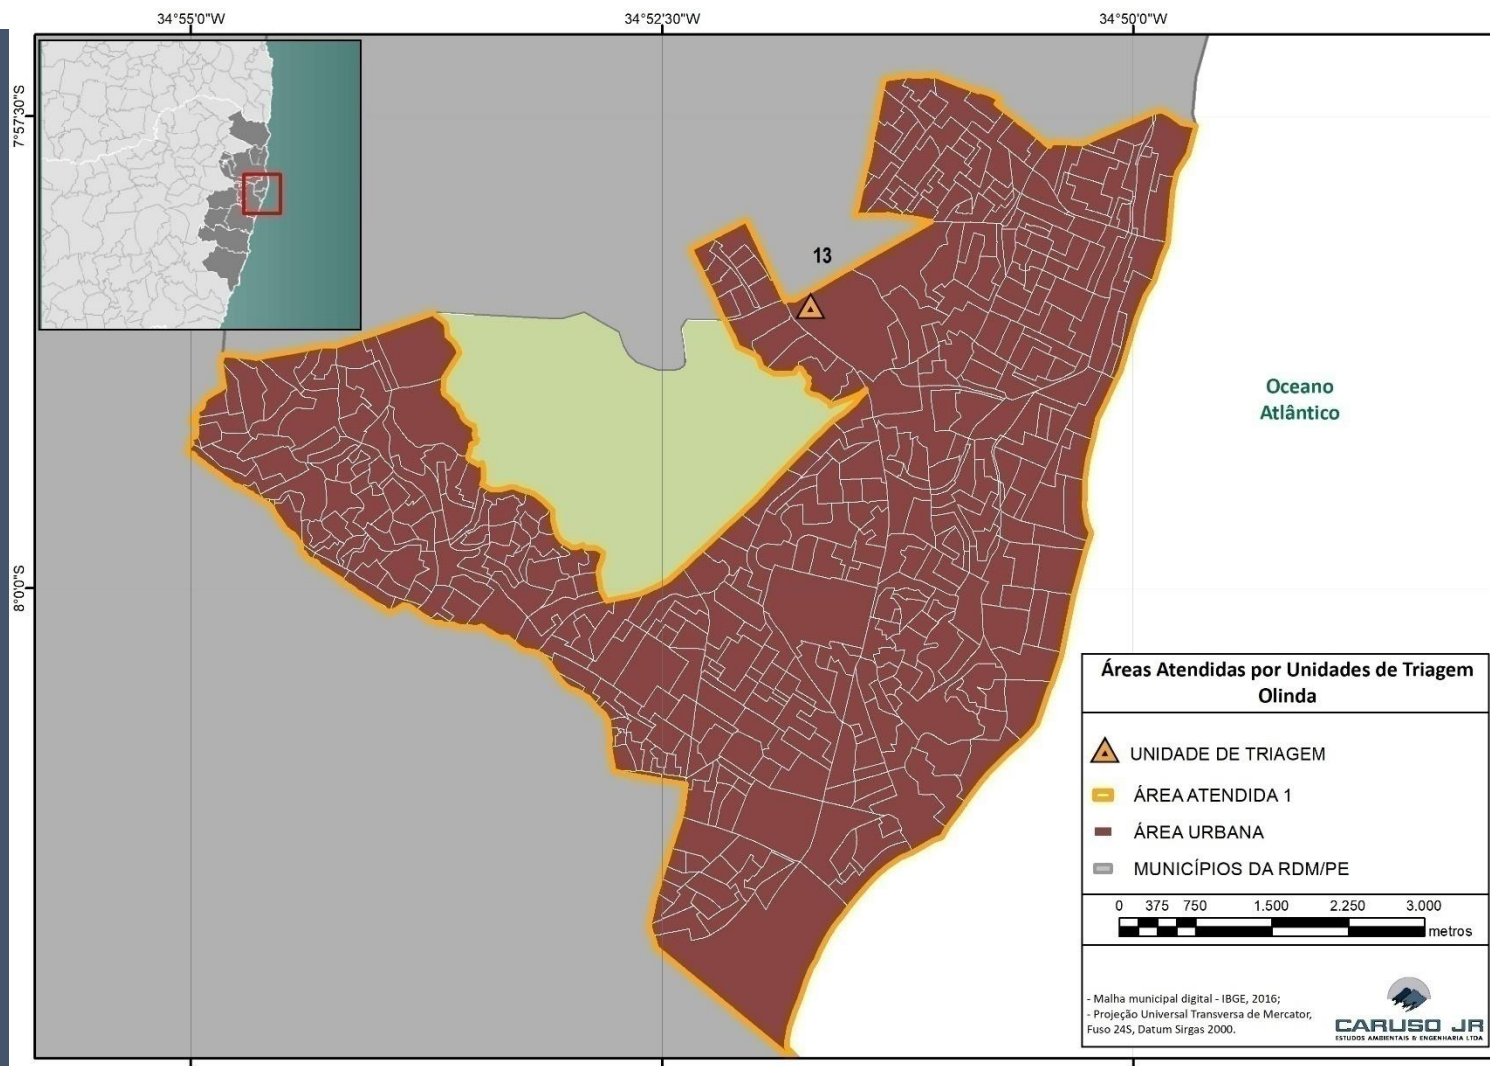 34°55'0"W
34°52'30"W
34°50'0"W
7°57'30"S
13
Oceano
Atlântico
8°0'0"S
Áreas Atendidas por Unidades de Triagem
Olinda
UNIDADE DE TRIAGEM
ÁREA ATENDIDA 1
ÁREA URBANA
MUNICÍPIOS DA RDM/PE
0 375 750 1.500 2.250 3.000
metros
- Malha municipal digital - IBGE, 2016;
- Projeção Universal Transversa de Mercator,
Fuso 24S, Datum Sirgas 2000.
CARUSO JR
ESTUDOS AMBIENTAIS & ENGENHARIA LTDA